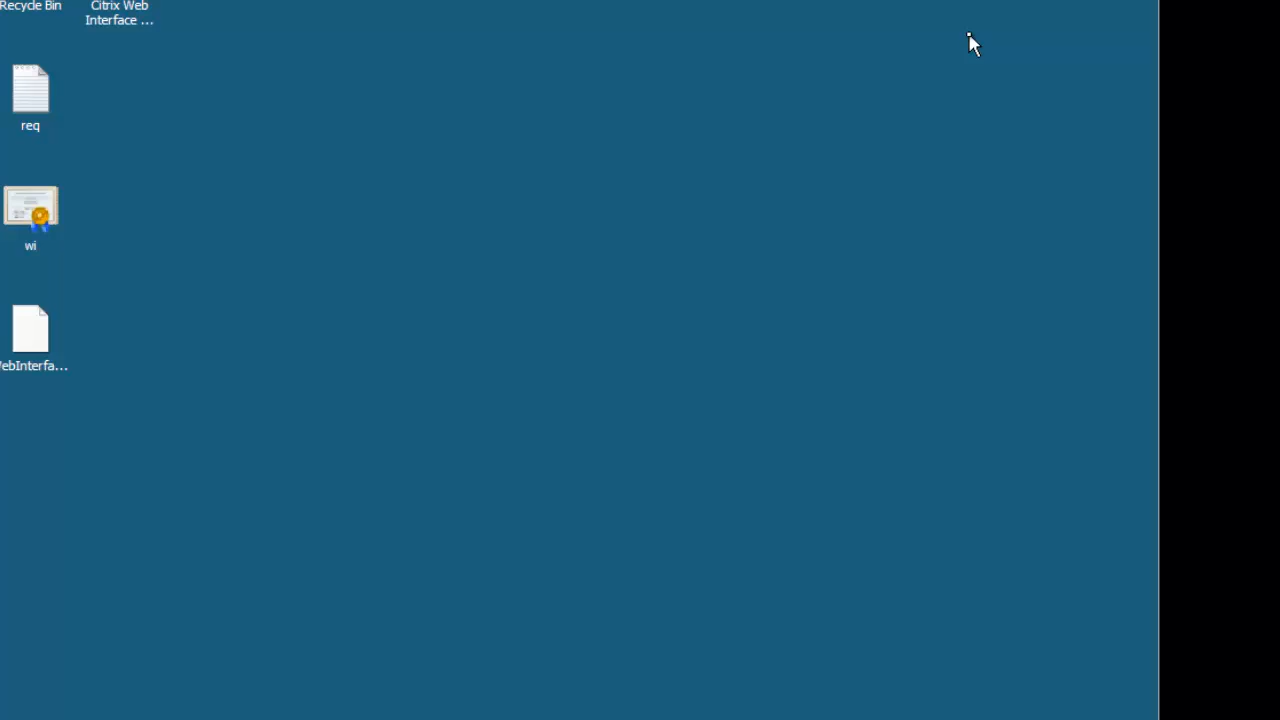 Recycle Bin
Citrix Web
Interface ...
req
wi
ebInterfa...